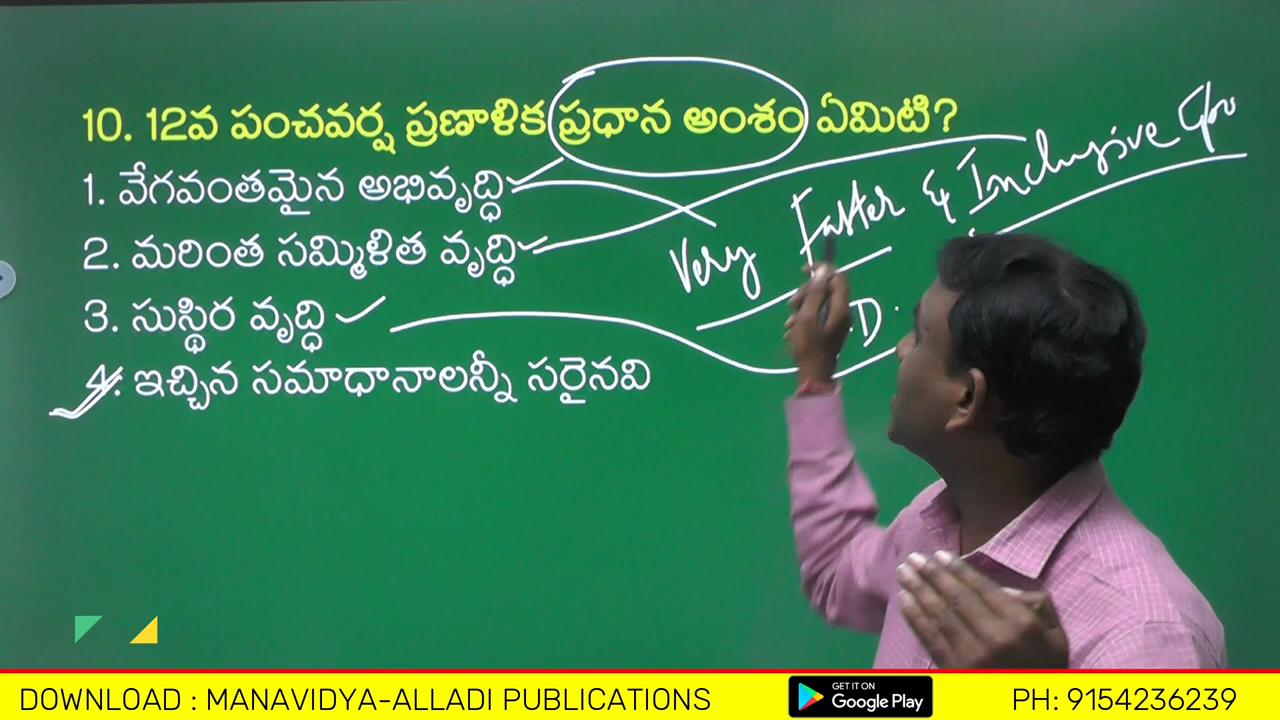 10. 12వ పంచవర్ష ప్రణాళిక ప్రధాన అంశం ఏమిటి?
1. వేగవంతమైన అభివృద్ధి
2. మరింత సమ్మిళిత వృద్ధి
3. సుస్థిర వృద్ధి
4. ఇచ్చిన సమాధానాలన్నీ సరైనవి
Very Faster & Inclusive Gro
D.
DOWNLOAD : MANAVIDYA-ALLADI PUBLICATIONS
GET IT ON
Google Play
PH: 9154236239